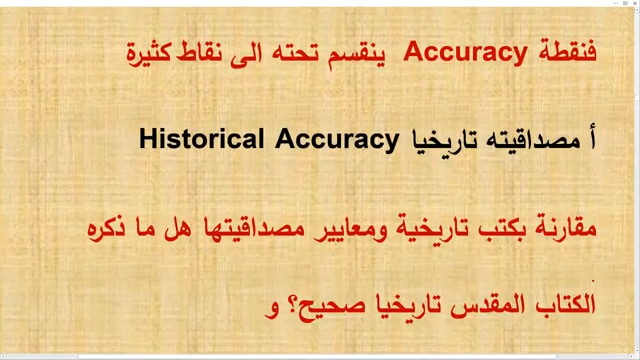 فنقطة Accuracy ينقسم تحته الى نقاط كثيرة
أ مصداقيته تاريخيا Historical Accuracy
مقارنة بكتب تاريخية ومعايير مصداقيتها هل ما ذكره
الكتاب المقدس تاريخيا صحيح؟ و